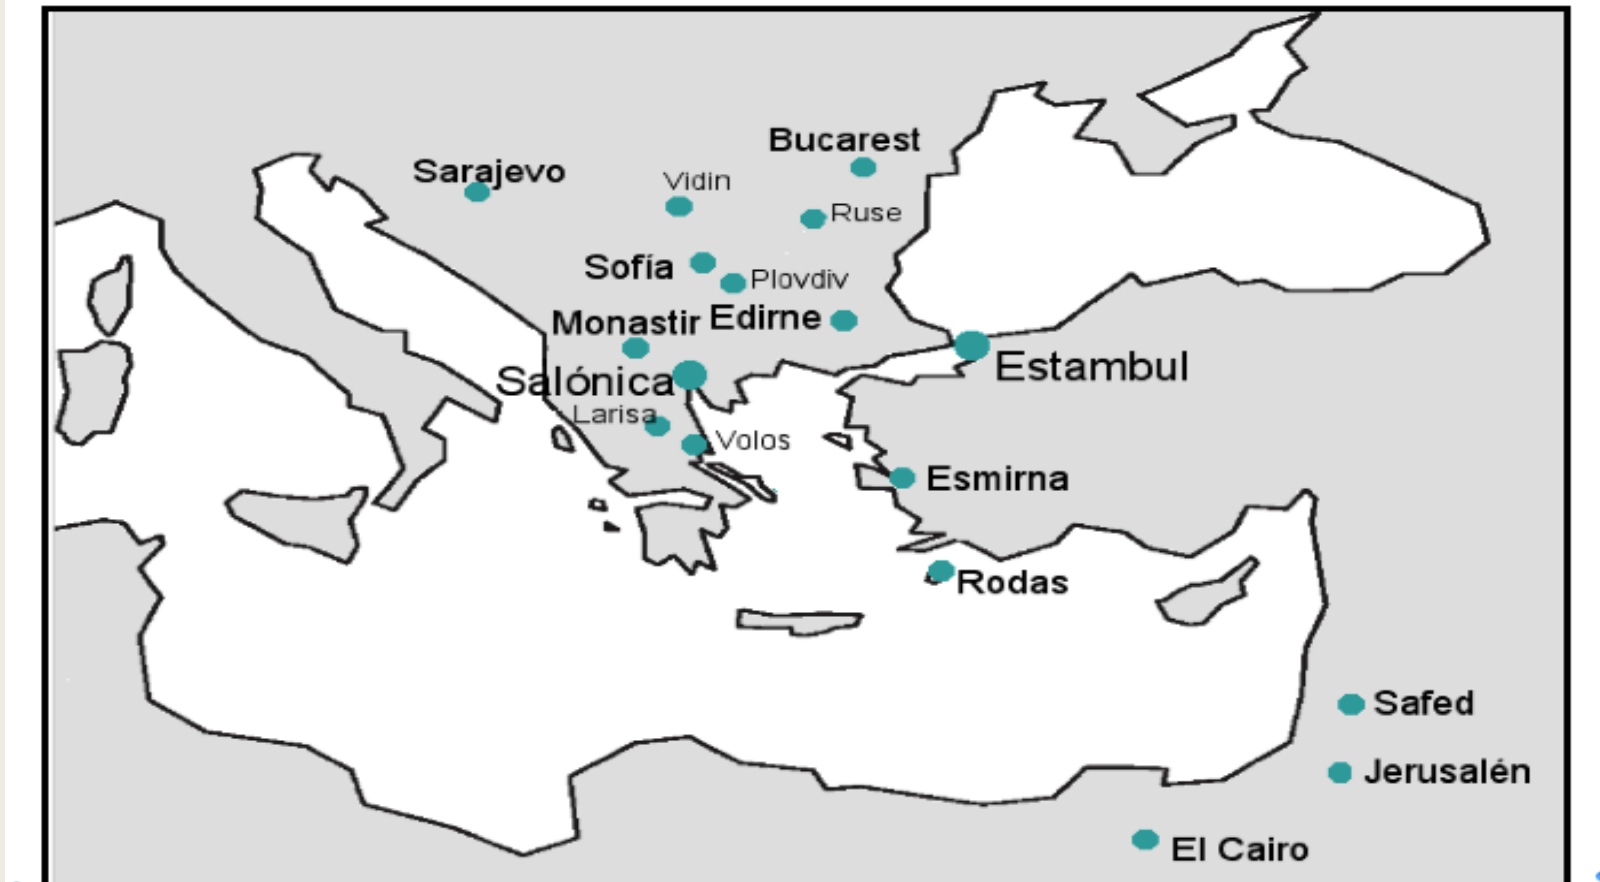 Bucarest
Sarajevo
Vidin
Ruse
Sofía
Plovdiv
Monastir
Edirne
Estambul
Salónica
Larisa
Volos
Esmirna
Rodas
Safed
Jerusalén
El Cairo